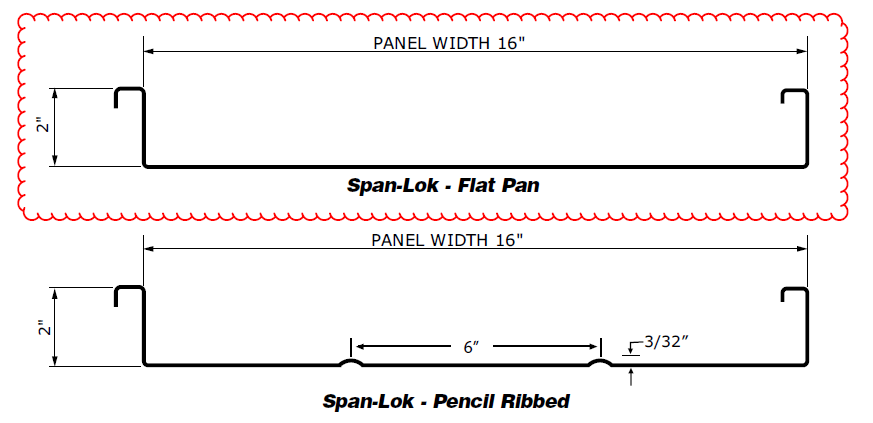 PANEL WIDTH 16"
2"
Span-Lok - Flat Pan
PANEL WIDTH 16"
2"
6”
3/32”
Span-Lok - Pencil Ribbed